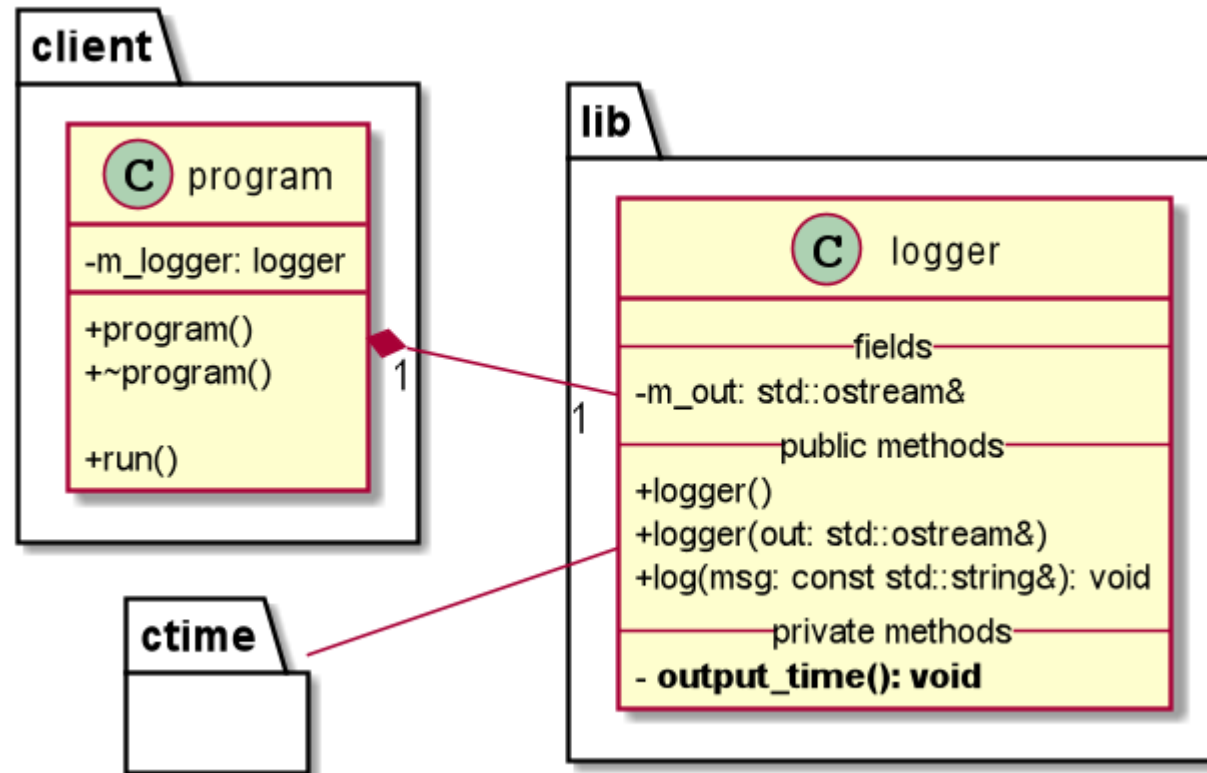 client
C program
-m_logger: logger
+program()
+~program()
+run()
1
1
lib
C logger
fields
-m_out: std::ostream&
public methods
+logger()
+logger(out: std::ostream&)
+log(msg: const std::string&): void
private methods
- output_time(): void
ctime